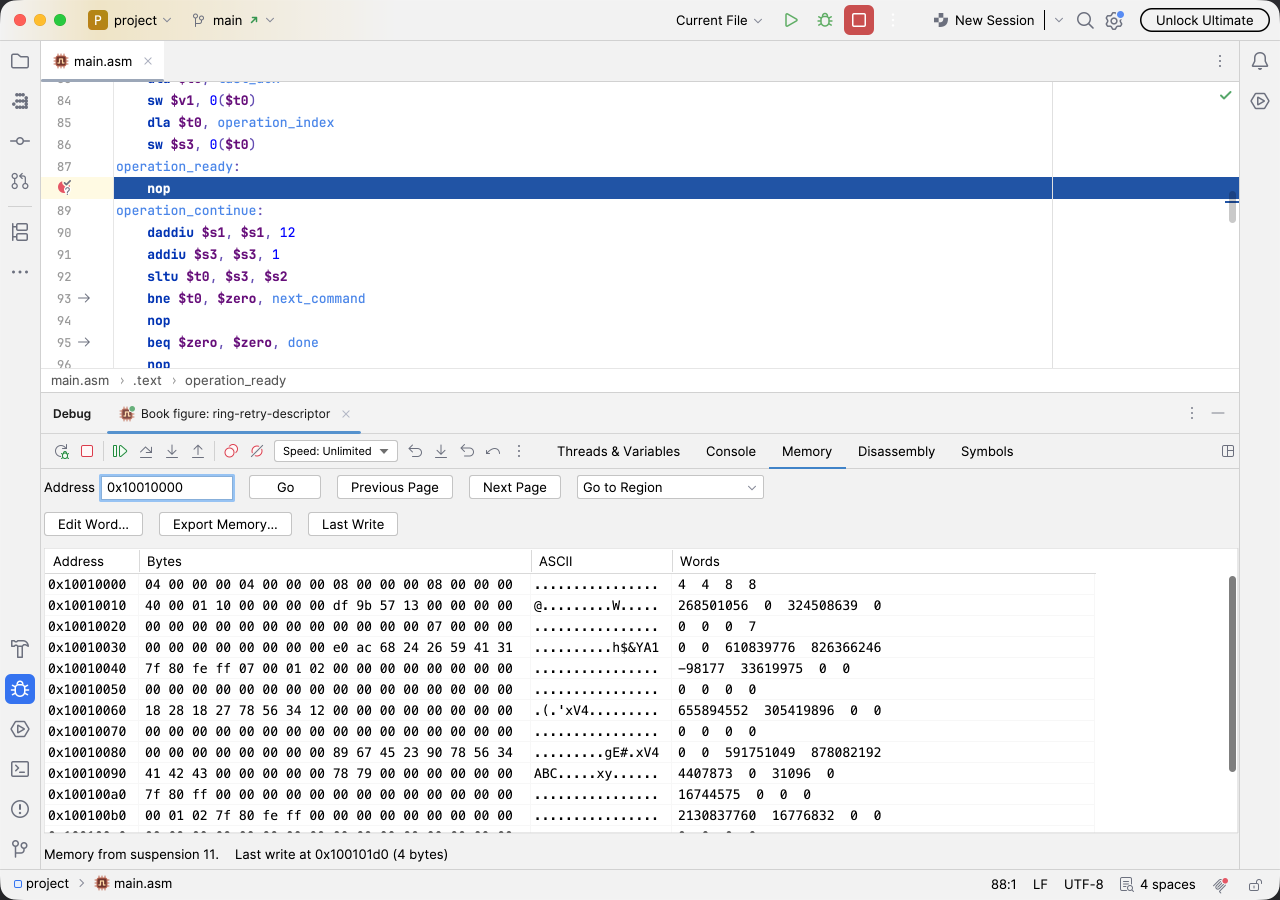 P project main Current File New Session Unlock Ultimate
main.asm
84 sw $v1, 0($t0)
85 dla $t0, operation_index
86 sw $s3, 0($t0)
87 operation_ready:
nop
89 operation_continue:
90 daddiu $s1, $s1, 12
91 addiu $s3, $s3, 1
92 sltu $t0, $s3, $s2
93 bne $t0, $zero, next_command
94 nop
95 beq $zero, $zero, done
96 nop
main.asm › .text › operation_ready
Debug Book figure: ring-retry-descriptor
Speed: Unlimited Threads & Variables Console Memory Disassembly Symbols
Address 0x10010000 Go Previous Page Next Page Go to Region
Edit Word... Export Memory... Last Write
Address Bytes ASCII Words
0x10010000 04 00 00 00 04 00 00 00 08 00 00 00 08 00 00 00 ................ 4 4 8 8
0x10010010 40 00 01 10 00 00 00 00 df 9b 57 13 00 00 00 00 @.........W..... 268501056 0 324508639 0
0x10010020 00 00 00 00 00 00 00 00 00 00 00 00 07 00 00 00 ................ 0 0 0 7
0x10010030 00 00 00 00 00 00 00 00 e0 ac 68 24 26 59 41 31 ..........h$&YA1 0 0 610839776 826366246
0x10010040 7f 80 fe ff 07 00 01 02 00 00 00 00 00 00 00 00 ................ -98177 33619975 0 0
0x10010050 00 00 00 00 00 00 00 00 00 00 00 00 00 00 00 00 ................ 0 0 0 0
0x10010060 18 28 18 27 78 56 34 12 00 00 00 00 00 00 00 00 .(.'xV4......... 655894552 305419896 0 0
0x10010070 00 00 00 00 00 00 00 00 00 00 00 00 00 00 00 00 ................ 0 0 0 0
0x10010080 00 00 00 00 00 00 00 00 89 67 45 23 90 78 56 34 .........gE#.xV4 0 0 591751049 878082192
0x10010090 41 42 43 00 00 00 00 00 78 79 00 00 00 00 00 00 ABC.....xy...... 4407873 0 31096 0
0x100100a0 7f 80 ff 00 00 00 00 00 00 00 00 00 00 00 00 00 ................ 16744575 0 0 0
0x100100b0 00 01 02 7f 80 fe ff 00 00 00 00 00 00 00 00 00 ................ 2130837760 16776832 0 0
Memory from suspension 11. Last write at 0x100101d0 (4 bytes)
project › main.asm 88:1 LF UTF-8 4 spaces